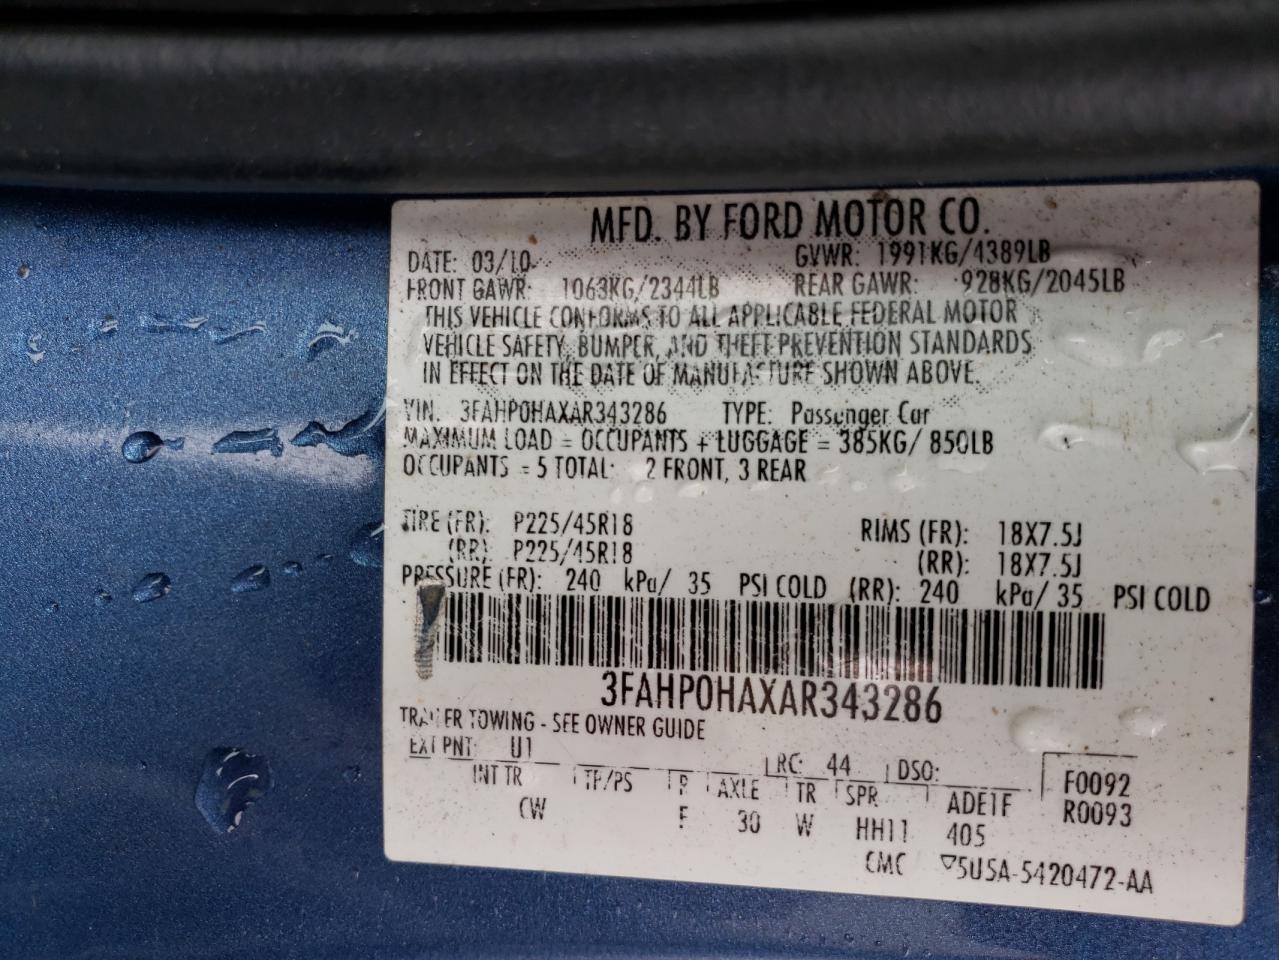 MFD. BY FORD MOTOR CO.
DATE: 03/10 GVWR: 1991KG/4389LB
FRONT GAWR: 1063KG/2344LB REAR GAWR: 928KG/2045LB
THIS VEHICLE CONFORMS TO ALL APPLICABLE FEDERAL MOTOR
VEHICLE SAFETY, BUMPER, AND THEFT PREVENTION STANDARDS
IN EFFECT ON THE DATE OF MANUFACTURE SHOWN ABOVE.
VIN: 3FAHP0HAXAR343286 TYPE: Passenger Car
MAXIMUM LOAD = OCCUPANTS + LUGGAGE = 385KG/ 850LB
OCCUPANTS = 5 TOTAL: 2 FRONT, 3 REAR
TIRE (FR): P225/45R18 RIMS (FR): 18X7.5J
(RR): P225/45R18 (RR): 18X7.5J
PRESSURE (FR): 240 kPa/ 35 PSI COLD (RR): 240 kPa/ 35 PSI COLD
3FAHP0HAXAR343286
TRAILER TOWING - SEE OWNER GUIDE
EXT PNT: U1 RC: 44 DSO: F0092
INT TR TP/PS R AXLE TR SPR ADE1F R0093
CW F 30 W HH11 405
CMC ▽5U5A-5420472-AA